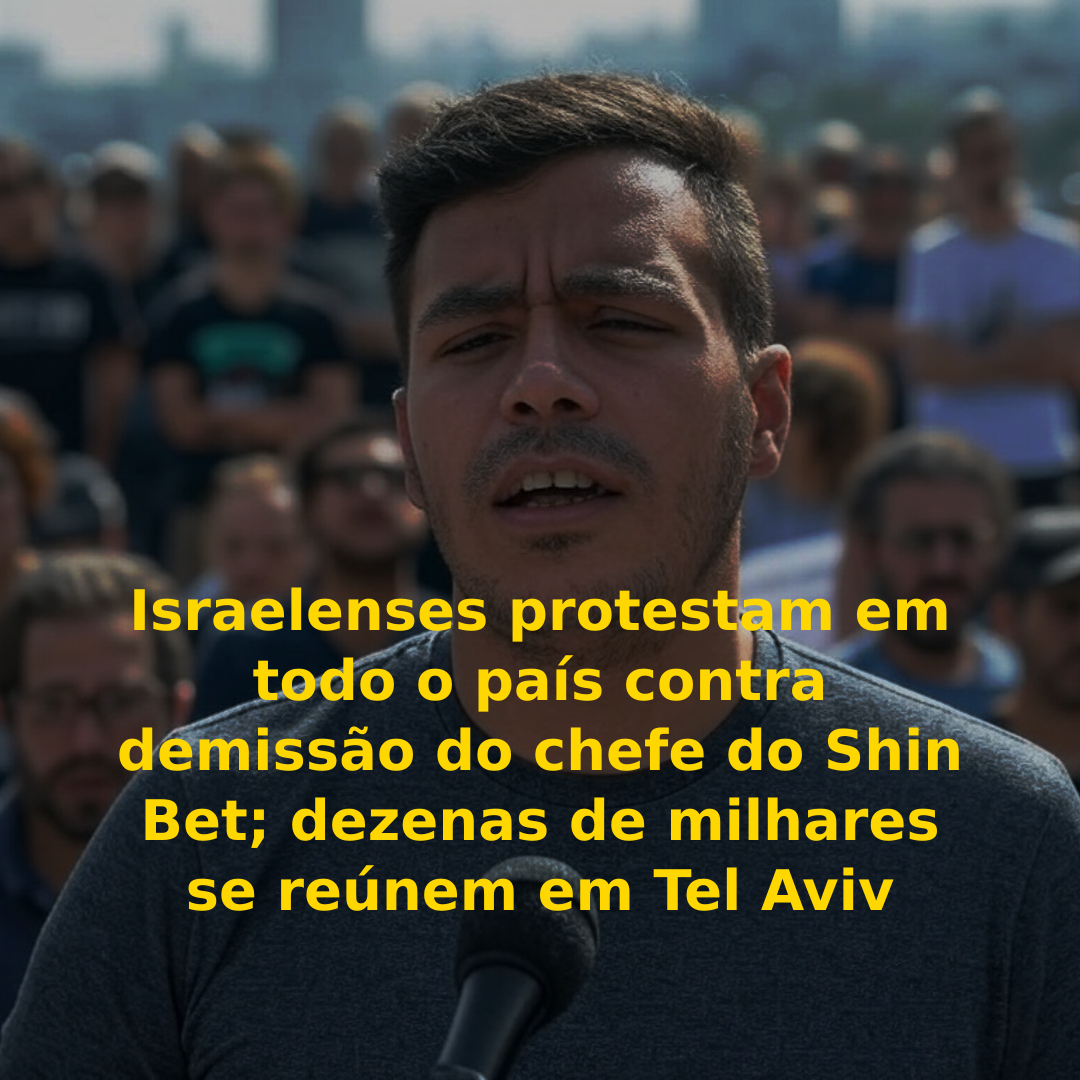 Israelenses protestam em
todo o país contra
demissão do chefe do Shin
Bet; dezenas de milhares
se reúnem em Tel Aviv